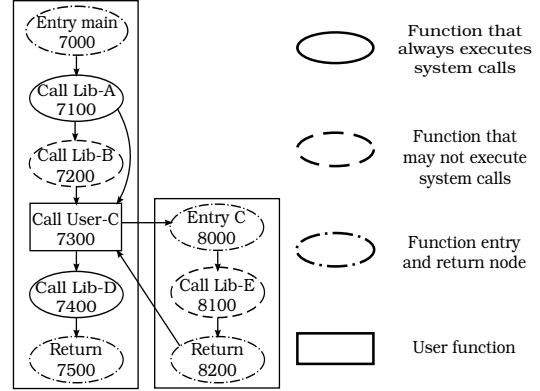 Entry main
7000
Call Lib-A
7100
Call Lib-B
7200
Call User-C
7300
Call Lib-D
7400
Return
7500
Entry C
8000
Call Lib-E
8100
Return
8200
Function that
always executes
system calls
Function that
may not execute
system calls
Function entry
and return node
User function